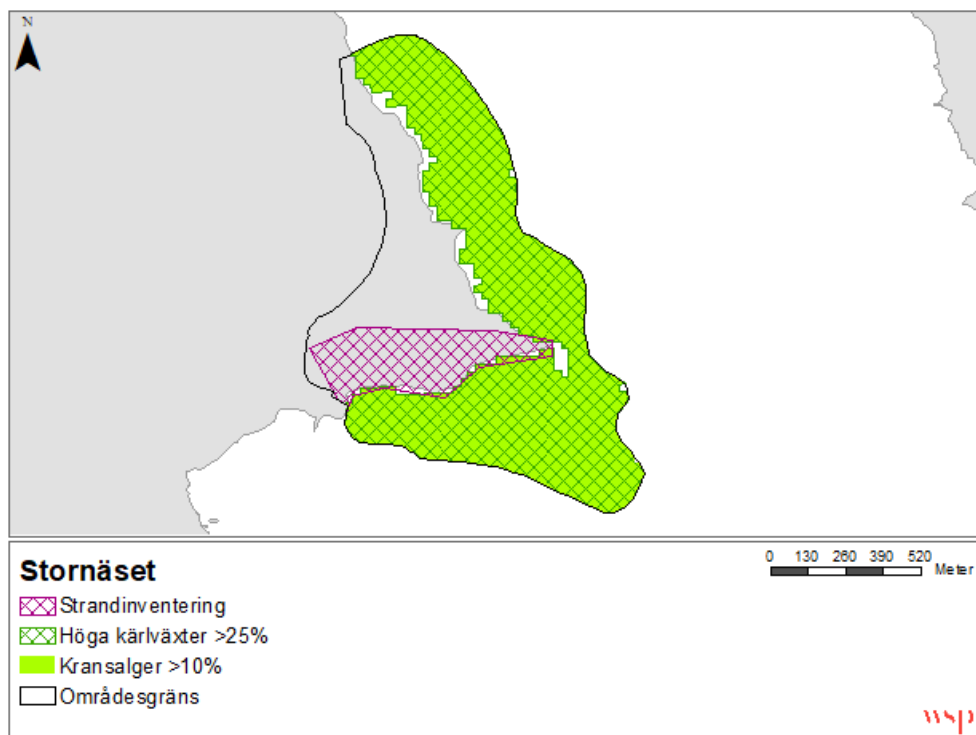 N
Stornäset
0 130 260 390 520
Meter
Strandinventering
Höga kärlväxter >25%
Kransalger >10%
Områdesgräns
wsp